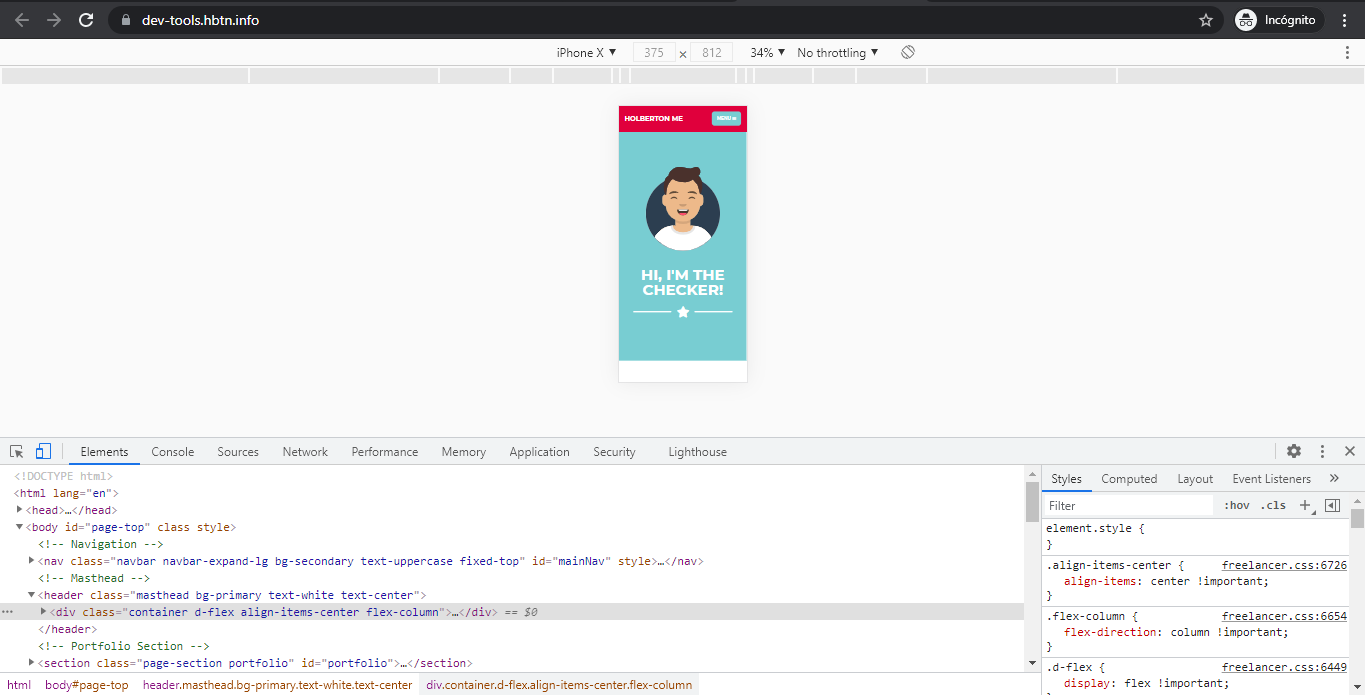 dev-tools.hbtn.info
Incógnito
iPhone X ▼ 375 × 812 34% ▼ No throttling ▼
HOLBERTON ME
MENU
HI, I'M THE
CHECKER!
Elements Console Sources Network Performance Memory Application Security Lighthouse
<!DOCTYPE html>
<html lang="en">
▶<head>…</head>
▼<body id="page-top" class style>
<!-- Navigation -->
▶<nav class="navbar navbar-expand-lg bg-secondary text-uppercase fixed-top" id="mainNav" style>…</nav>
<!-- Masthead -->
▼<header class="masthead bg-primary text-white text-center">
… ▶<div class="container d-flex align-items-center flex-column">…</div> == $0
</header>
<!-- Portfolio Section -->
▶<section class="page-section portfolio" id="portfolio">…</section>
html body#page-top header.masthead.bg-primary.text-white.text-center div.container.d-flex.align-items-center.flex-column
Styles Computed Layout Event Listeners »
Filter :hov .cls +
element.style {
}
.align-items-center { freelancer.css:6726
align-items: center !important;
}
.flex-column { freelancer.css:6654
flex-direction: column !important;
}
.d-flex { freelancer.css:6449
display: flex !important;